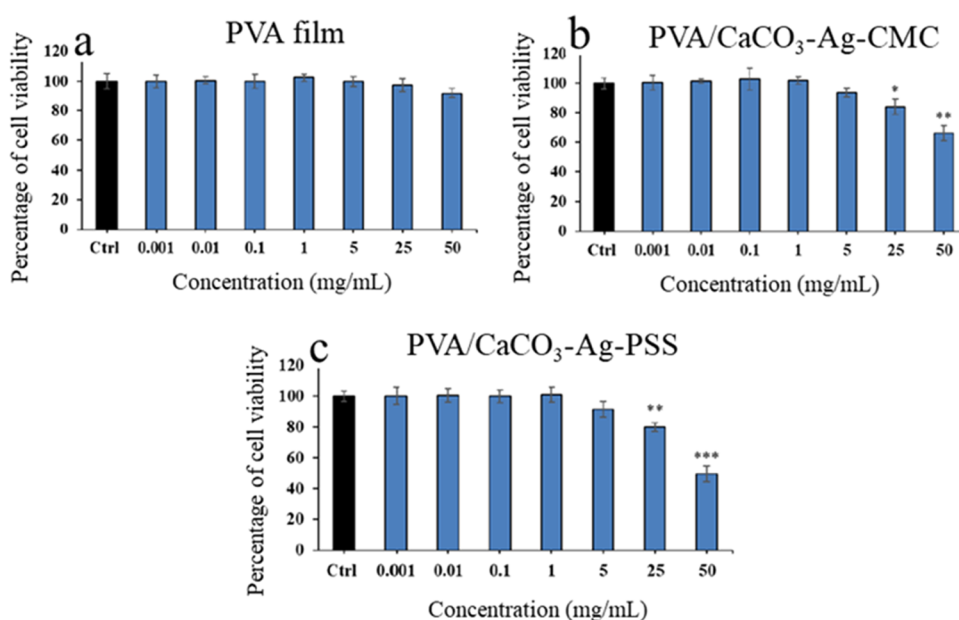 a
PVA film
Percentage of cell viability
120
100
80
60
40
20
0
Ctrl 0.001 0.01 0.1 1 5 25 50
Concentration (mg/mL)
b
PVA/CaCO₃-Ag-CMC
Percentage of cell viability
120
100
80
60
40
20
0
*
**
Ctrl 0.001 0.01 0.1 1 5 25 50
Concentration (mg/mL)
c
PVA/CaCO₃-Ag-PSS
Percentage of cell viability
120
100
80
60
40
20
0
**
***
Ctrl 0.001 0.01 0.1 1 5 25 50
Concentration (mg/mL)